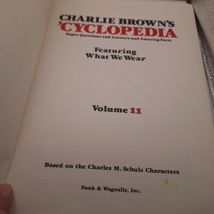 CHARLIE BROWN'S
'CYCLOPEDIA
Super Questions and Answers and Amazing Facts
Featuring
What We Wear
Volume 11
Based on the Charles M. Schulz Characters
Funk & Wagnalls, Inc.